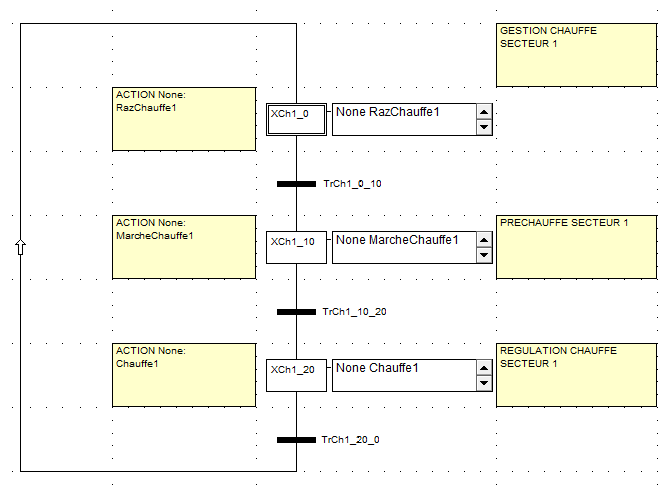 GESTION CHAUFFE
SECTEUR 1
ACTION None:
RazChauffe1
XCh1_0
None RazChauffe1
TrCh1_0_10
ACTION None:
MarcheChauffe1
XCh1_10
None MarcheChauffe1
PRECHAUFFE SECTEUR 1
TrCh1_10_20
ACTION None:
Chauffe1
XCh1_20
None Chauffe1
REGULATION CHAUFFE
SECTEUR 1
TrCh1_20_0